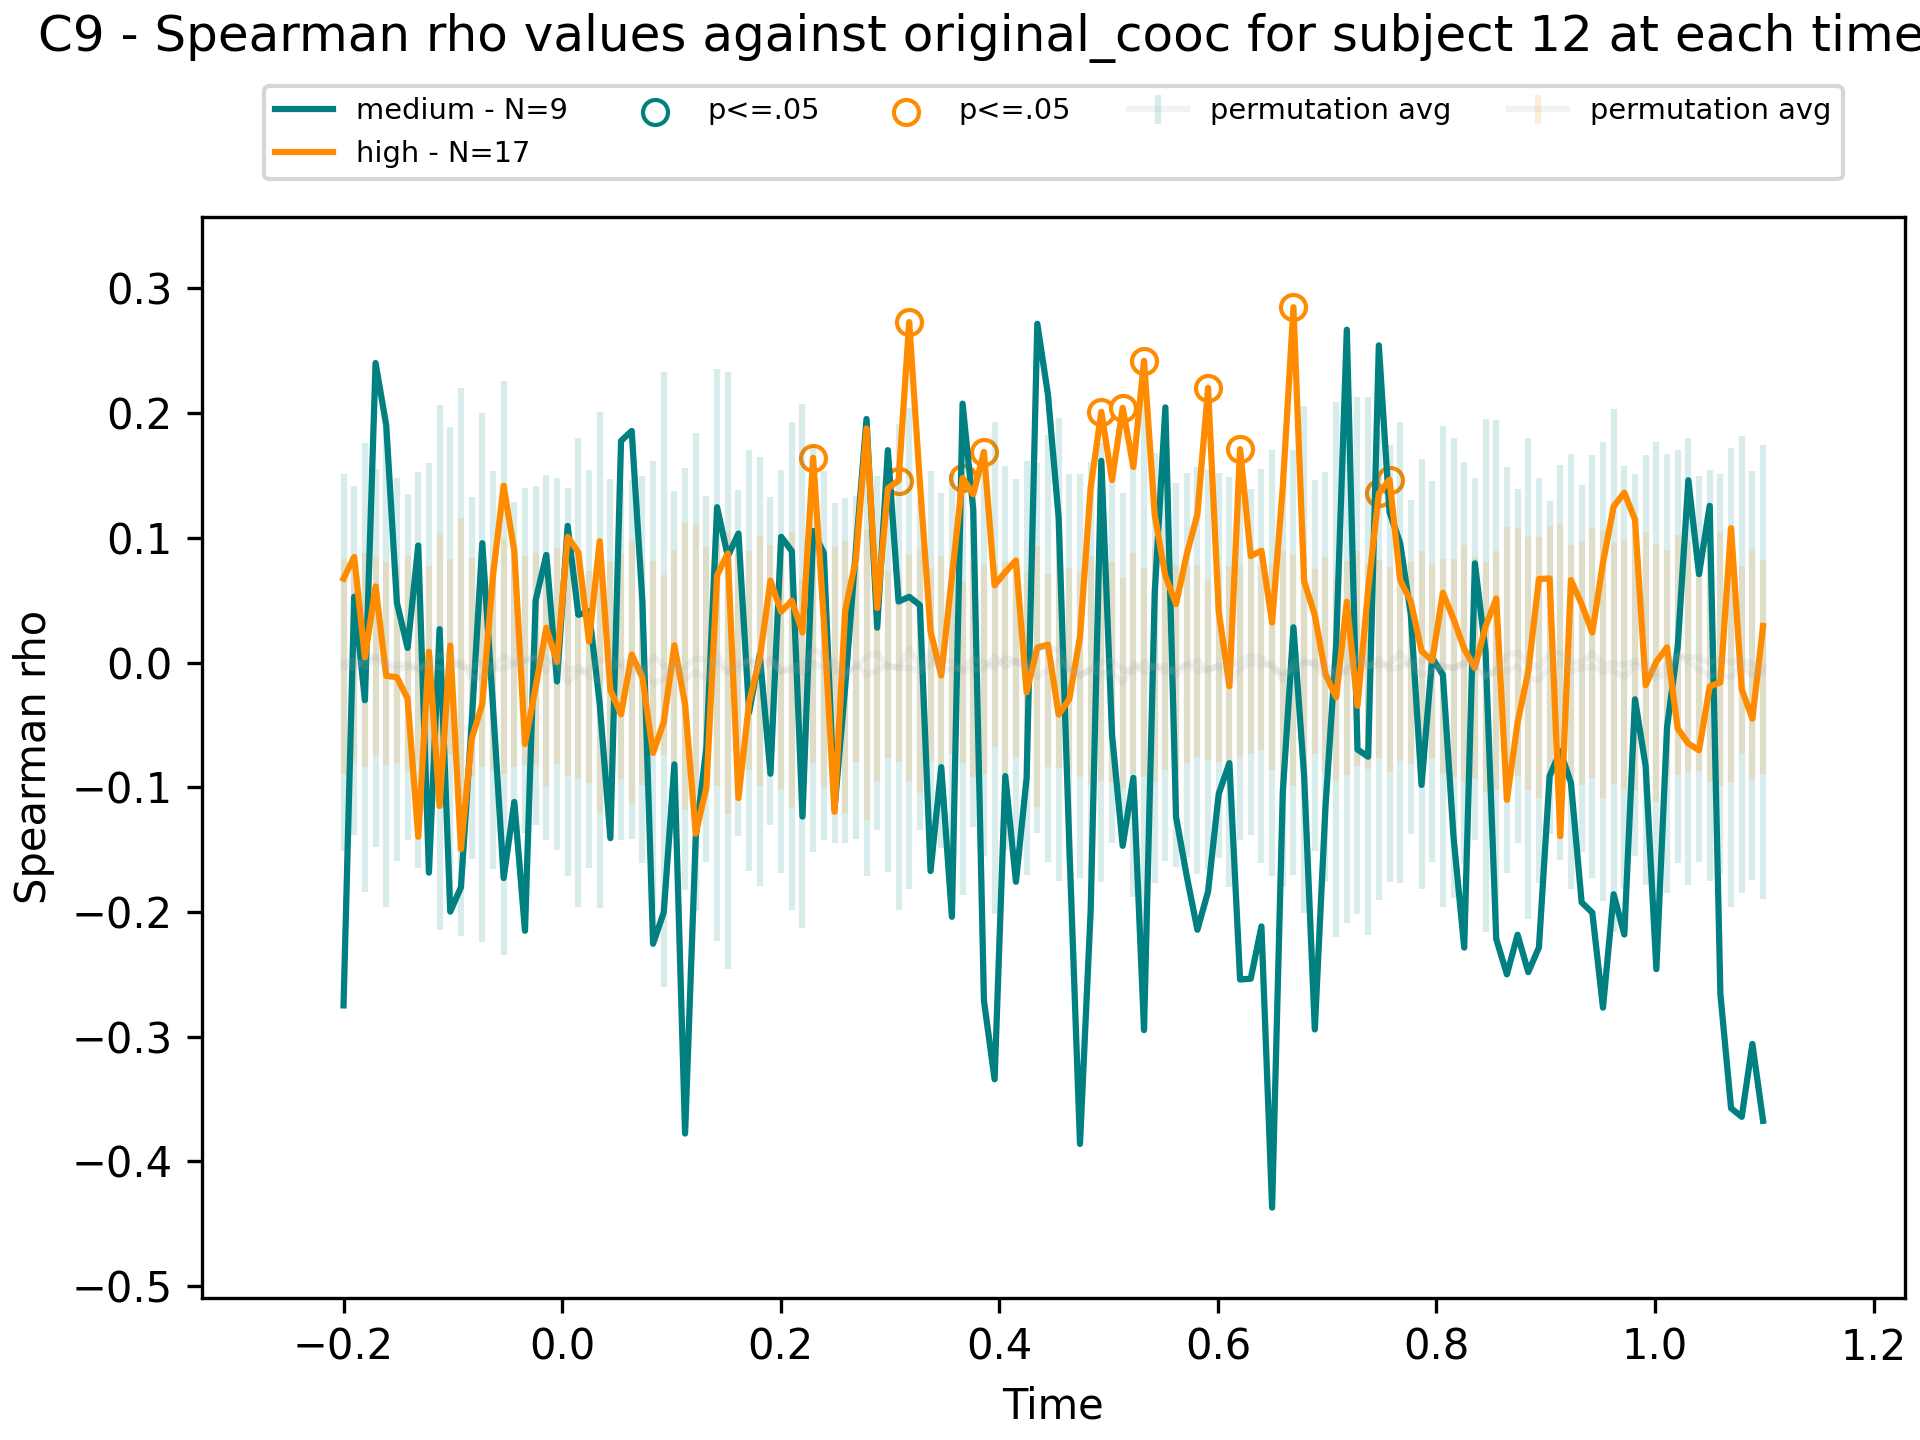 C9 - Spearman rho values against original_cooc for subject 12 at each time
medium - N=9
high - N=17
p<=.05
p<=.05
permutation avg
permutation avg
Spearman rho
0.3
0.2
0.1
0.0
−0.1
−0.2
−0.3
−0.4
−0.5
−0.2 0.0 0.2 0.4 0.6 0.8 1.0 1.2
Time